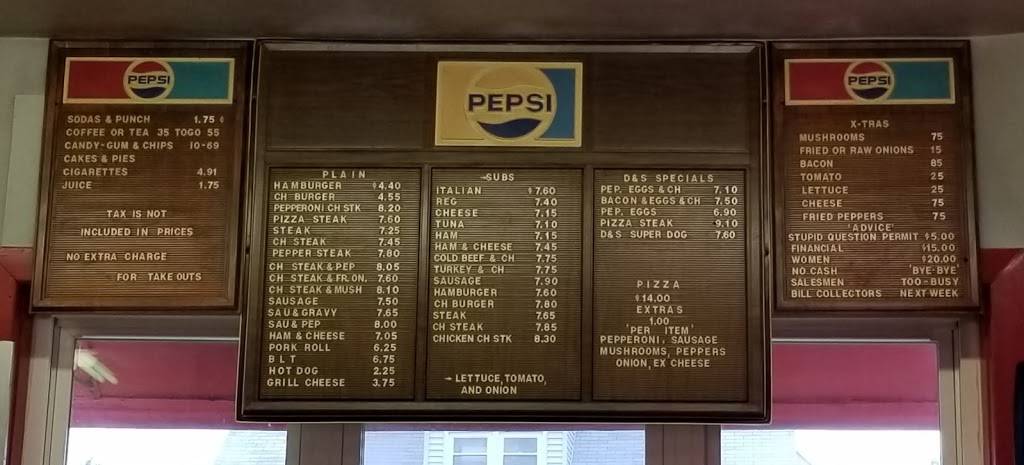 PEPSI
SODAS & PUNCH 1.75 ¢
COFFEE OR TEA 35 TOGO 55
CANDY-GUM & CHIPS 10-69
CAKES & PIES
CIGARETTES 4.91
JUICE 1.75
TAX IS NOT
INCLUDED IN PRICES
NO EXTRA CHARGE
FOR TAKE OUTS
PEPSI
PLAIN
HAMBURGER $4.40
CH BURGER 4.55
PEPPERONI CH STK 8.20
PIZZA STEAK 7.60
STEAK 7.25
CH STEAK 7.45
PEPPER STEAK 7.80
CH STEAK & PEP 8.05
CH STEAK & FR.ON. 7.60
CH STEAK & MUSH 8.10
SAUSAGE 7.50
SAU & GRAVY 7.65
SAU & PEP 8.00
HAM & CHEESE 7.05
PORK ROLL 6.25
B L T 6.75
HOT DOG 2.25
GRILL CHEESE 3.75
→SUBS
ITALIAN $7.60
REG 7.40
CHEESE 7.15
TUNA 7.10
HAM 7.15
HAM & CHEESE 7.45
COLD BEEF & CH 7.75
TURKEY & CH 7.75
SAUSAGE 7.90
HAMBURGER 7.60
CH BURGER 7.80
STEAK 7.65
CH STEAK 7.85
CHICKEN CH STK 8.30
→ LETTUCE, TOMATO,
AND ONION
D&S SPECIALS
PEP. EGGS & CH 7.10
BACON & EGGS & CH 7.50
PEP. EGGS 6.90
PIZZA STEAK 9.10
D&S SUPER DOG 7.60
PIZZA
$14.00
EXTRAS
1.00
'PER ITEM'
PEPPERONI, SAUSAGE
MUSHROOMS, PEPPERS
ONION, EX CHEESE
PEPSI
X-TRAS
MUSHROOMS 75
FRIED OR RAW ONIONS 15
BACON 85
TOMATO 25
LETTUCE 25
CHEESE 75
FRIED PEPPERS 75
'ADVICE'
STUPID QUESTION PERMIT $5.00
FINANCIAL $15.00
WOMEN $20.00
NO.CASH 'BYE-BYE'
SALESMEN TOO-BUSY
BILL COLLECTORS NEXT WEEK